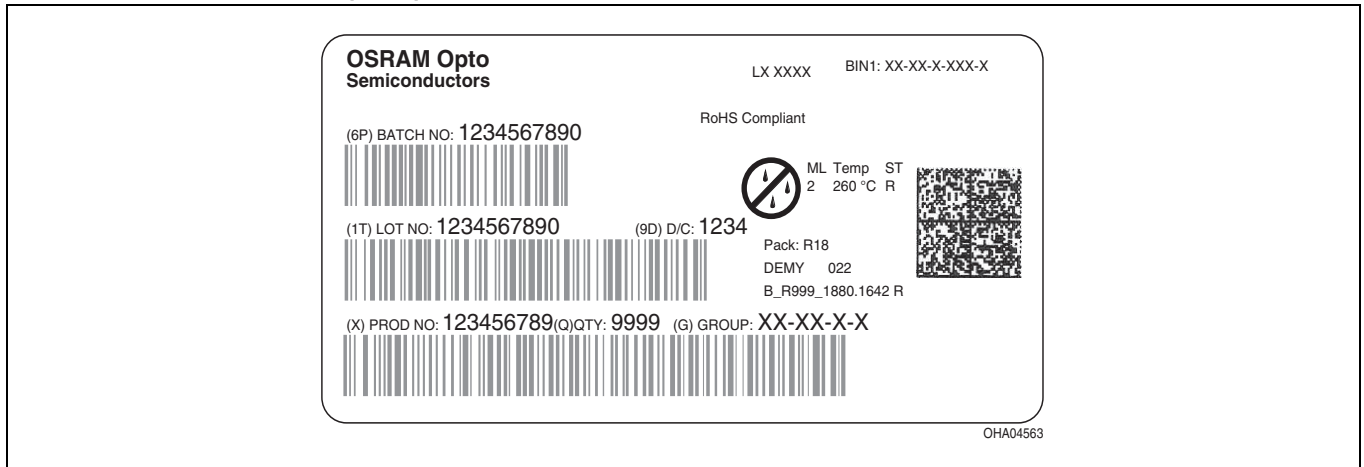 OSRAM Opto
Semiconductors
LX XXXX BIN1: XX-XX-X-XXX-X
RoHS Compliant
(6P) BATCH NO: 1234567890
ML Temp ST
2 260 °C R
(1T) LOT NO: 1234567890 (9D) D/C: 1234
Pack: R18
DEMY 022
B_R999_1880.1642 R
(X) PROD NO: 123456789(Q)QTY: 9999 (G) GROUP: XX-XX-X-X
OHA04563